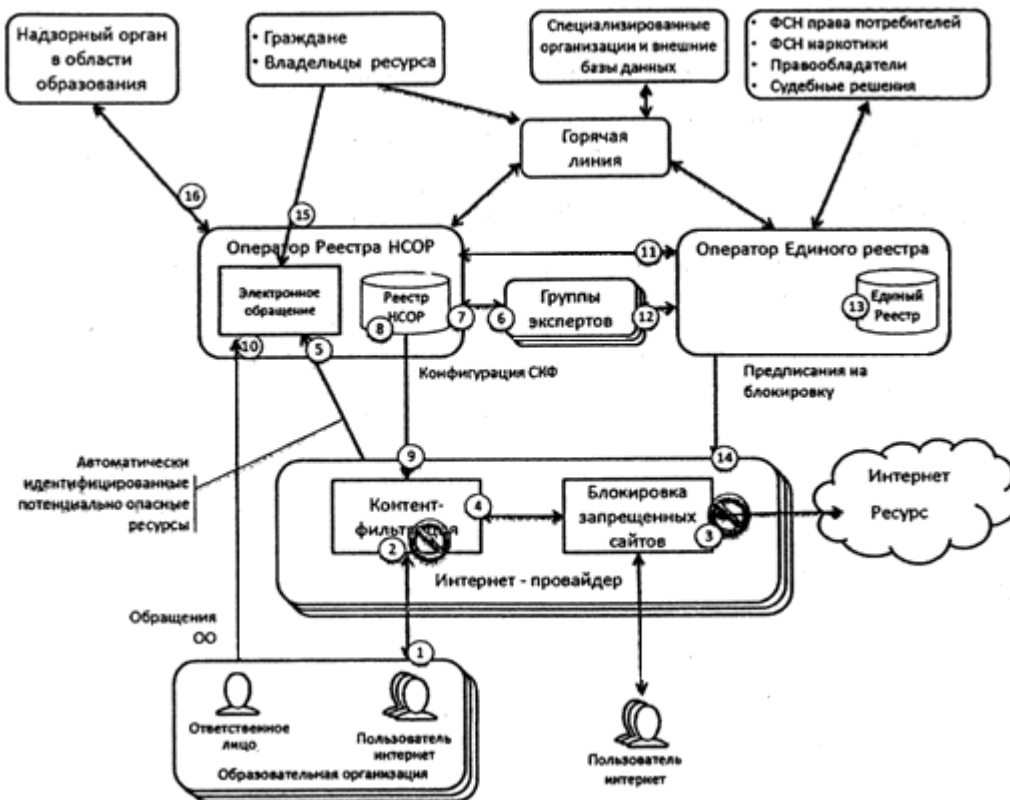 Надзорный орган
в области
образования
• Граждане
• Владельцы ресурса
Специализированные
организации и внешние
базы данных
• ФСН права потребителей
• ФСН наркотики
• Правообладатели
• Судебные решения
Горячая
линия
16
15
Оператор Реестра НСОР
11
Оператор Единого реестра
Электронное
обращение
Реестр
НСОР
8
7
6
Группы
экспертов
12
13
Единый
Реестр
10
5
Конфигурация СКФ
Предписания на
блокировку
Автоматически
идентифицированные
потенциально опасные
ресурсы
9
14
Контент-
2
4
Блокировка
запрещенных
сайтов
3
Интернет
Ресурс
Интернет - провайдер
Обращения
ОО
1
Ответственное
лицо
Пользователь
интернет
Образовательная организация
Пользователь
интернет